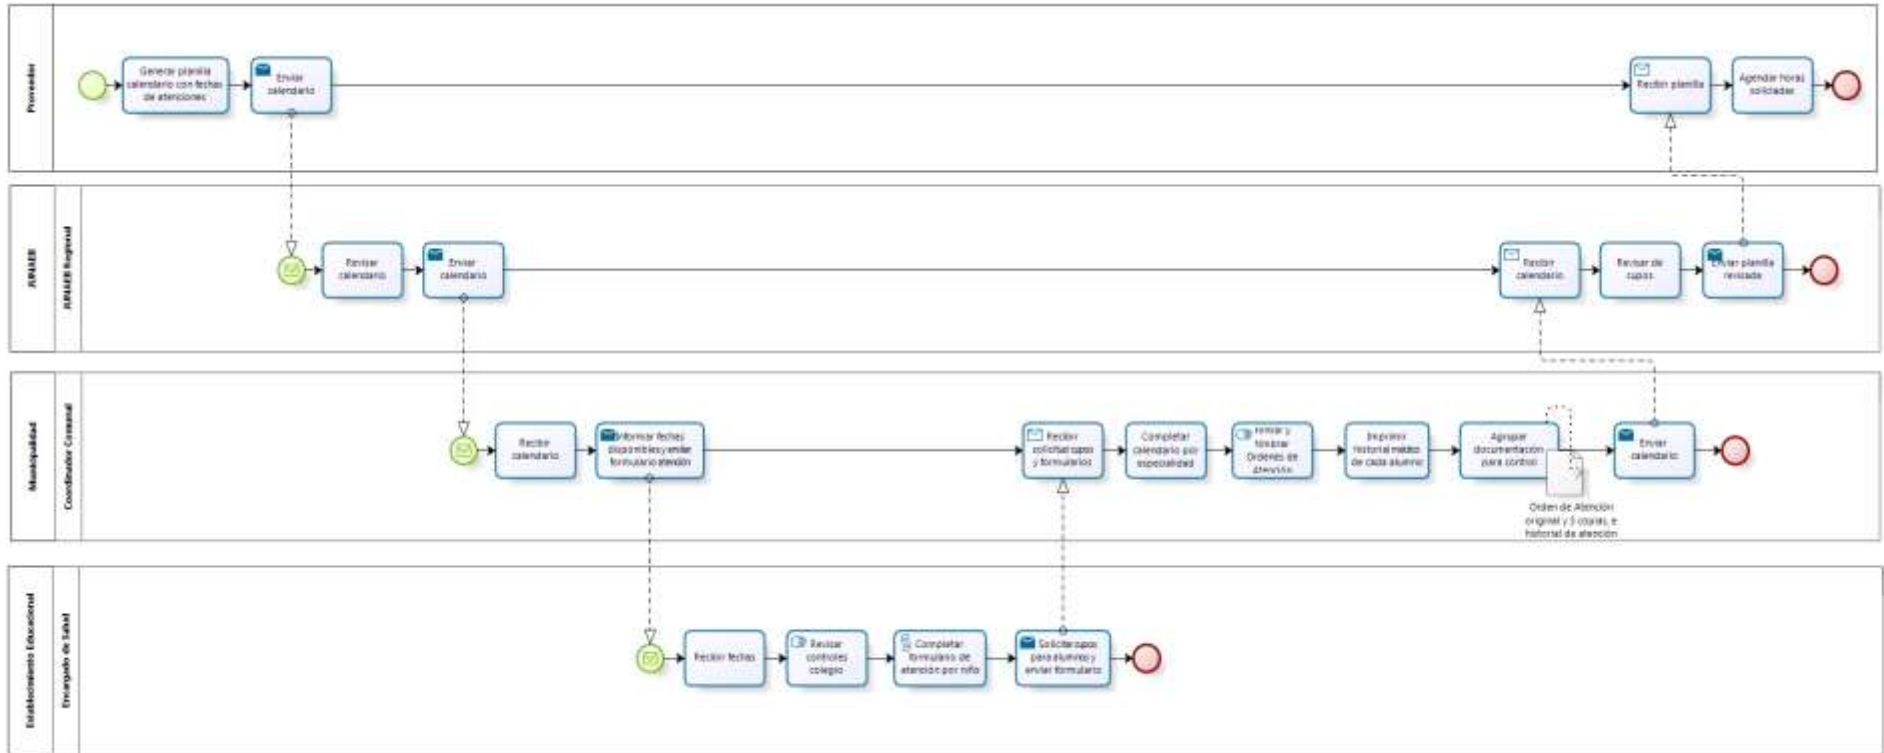 Proveedor
Generar planilla
calendario con fechas
de atenciones
Enviar
calendario
Recibir planilla
Agendar horas
solicitadas
JUNAEB
JUNAEB Regional
Revisar
calendario
Enviar
calendario
Recibir
calendario
Revisar de
cupos
Enviar planilla
revisada
Municipalidad
Coordinador Comunal
Recibir
calendario
Informar fechas
disponibles y enviar
formulario atención
Recibir
solicitud cupos
y formularios
Completar
calendario por
especialidad
y
Ordenes de
Atención
Imprimir
historial médico
de cada alumno
Agrupar
documentación
para control
Enviar
calendario
Orden de Atención
original y 3 copias, e
historial de atención
Establecimiento Educacional
Encargado de Salud
Recibir fechas
Revisar
controles
colegio
Completar
formulario de
atención por niño
Solicitar cupos
para alumnos y
enviar formulario